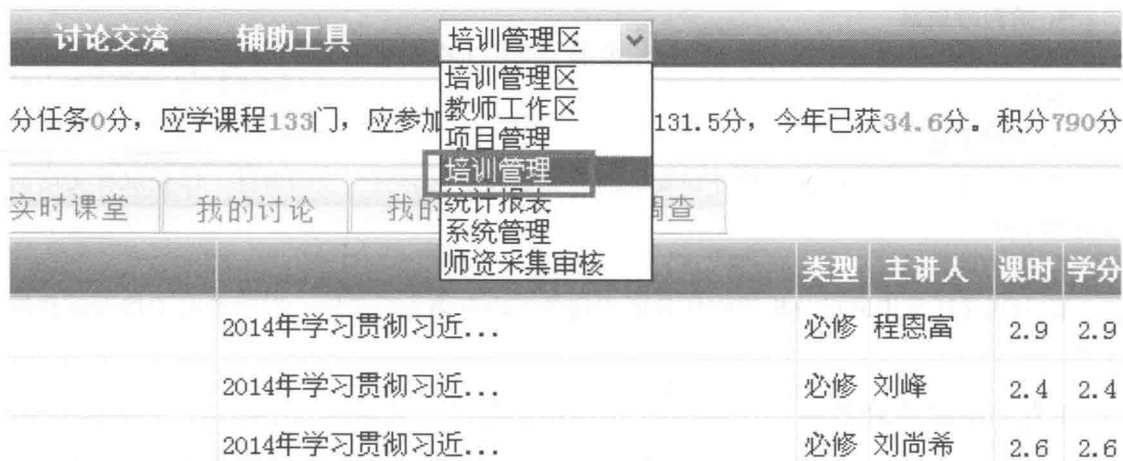 讨论交流 辅助工具 培训管理区
培训管理区
教师工作区
分任务0分，应学课程133门，应参加 131.5分，今年已获34.6分。积分790分
项目管理
培训管理
实时课堂 我的讨论 我的 统计报表 调查
系统管理
师资采集审核
类型 主讲人 课时 学分
2014年学习贯彻习近... 必修 程恩富 2.9 2.9
2014年学习贯彻习近... 必修 刘峰 2.4 2.4
2014年学习贯彻习近... 必修 刘尚希 2.6 2.6